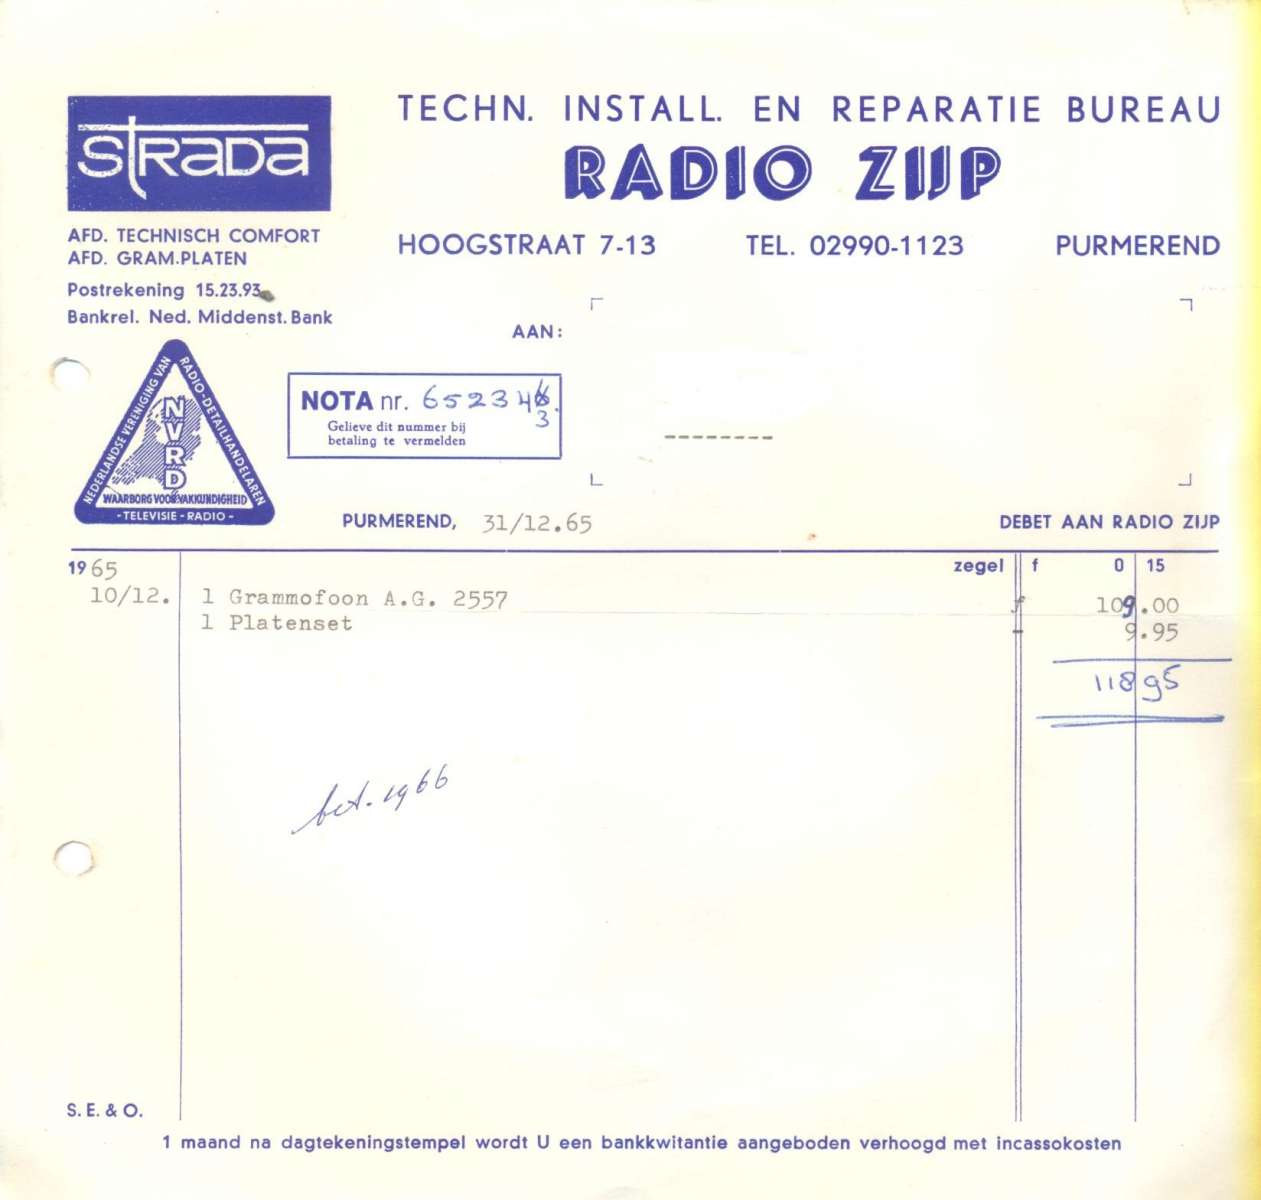 strada
TECHN. INSTALL. EN REPARATIE BUREAU
RADIO ZIJP
AFD. TECHNISCH COMFORT
AFD. GRAM.PLATEN
HOOGSTRAAT 7-13 TEL. 02990-1123 PURMEREND
Postrekening 15.23.93
Bankrel. Ned. Middenst. Bank
AAN:
NEDERLANDSE VERENIGING VAN RADIO-DETAILHANDELAREN
NVRD
WAARBORG VOOR VAKKUNDIGHEID
-TELEVISIE-RADIO-
NOTA nr. 65234
3
Gelieve dit nummer bij
betaling te vermelden
PURMEREND, 31/12.65 DEBET AAN RADIO ZIJP
1965 zegel f 0 15
10/12. 1 Grammofoon A.G. 2557 f 109.00
1 Platenset - 9.95
118 95
bet. 1966
S. E. & O.
1 maand na dagtekeningstempel wordt U een bankkwitantie aangeboden verhoogd met incassokosten